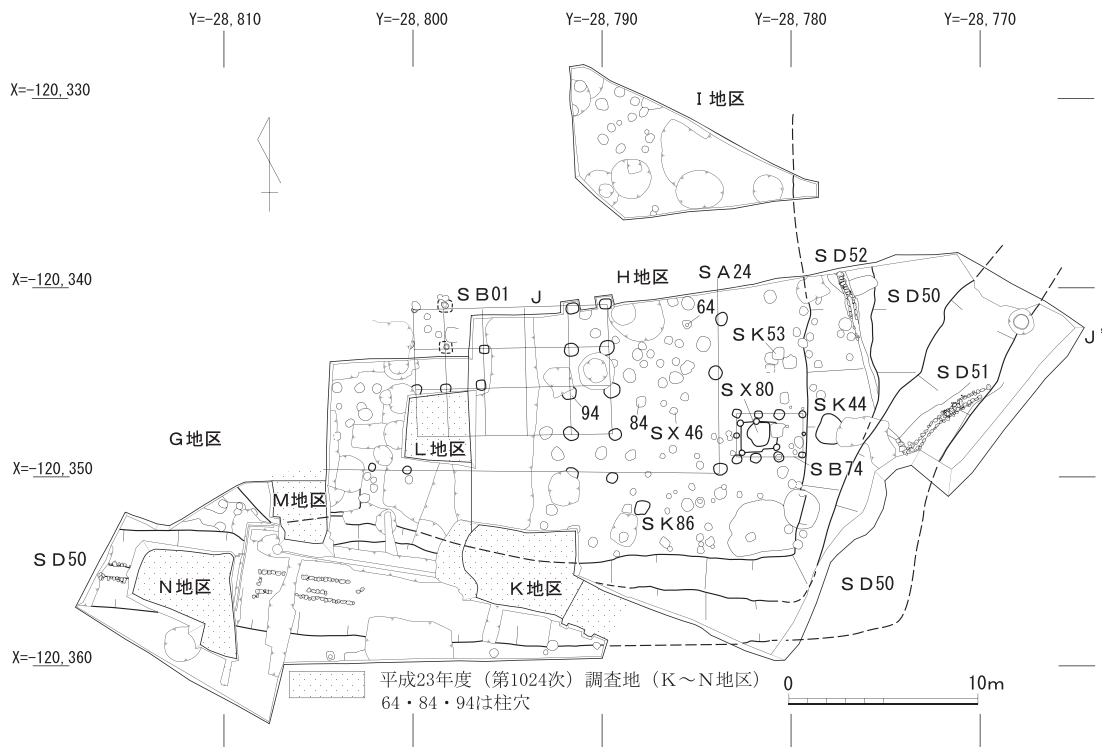 Y=-28,810
Y=-28,800
Y=-28,790
Y=-28,780
Y=-28,770
X=-120,330
I 地区
X=-120,340
SD52
SA24
H地区
SB01
J
SD50
64
SK53
J'
SD51
SX80
SK44
94
84
SX46
G地区
L地区
SB74
X=-120,350
M地区
SK86
SD50
N地区
K地区
SD50
X=-120,360
平成23年度(第1024次)調査地(K~N地区)
64・84・94は柱穴
0 10m